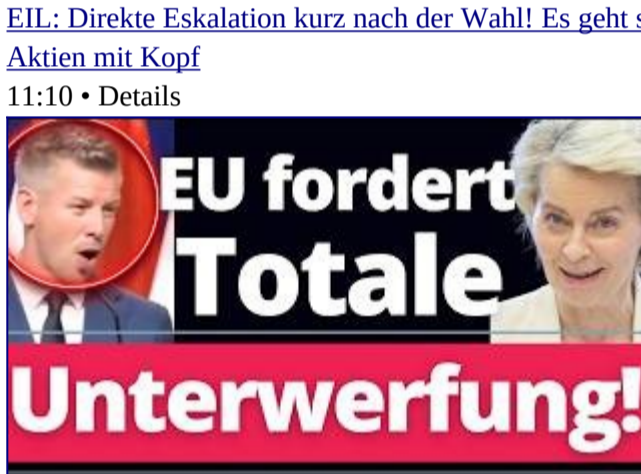 EIL: Direkte Eskalation kurz nach der Wahl! Es geht
Aktien mit Kopf
11:10 • Details
EU fordert
Totale
Unterwerfung!